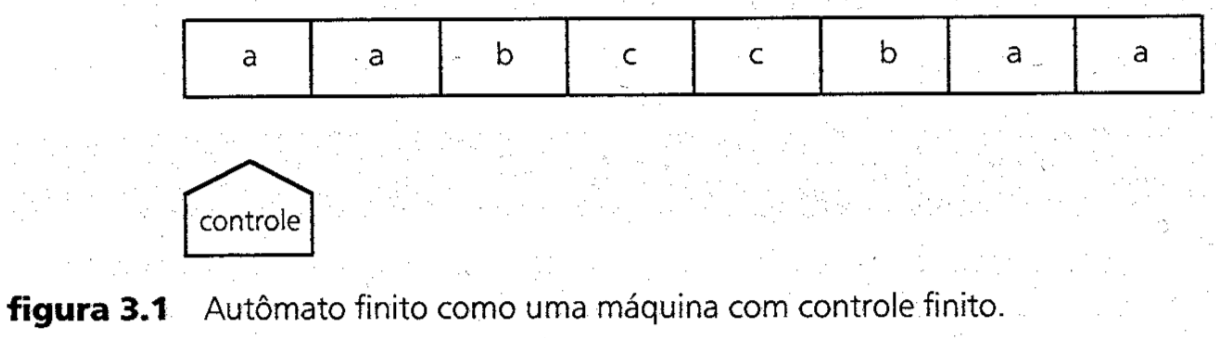 a a b c c b a a
controle
figura 3.1 Autômato finito como uma máquina com controle finito.